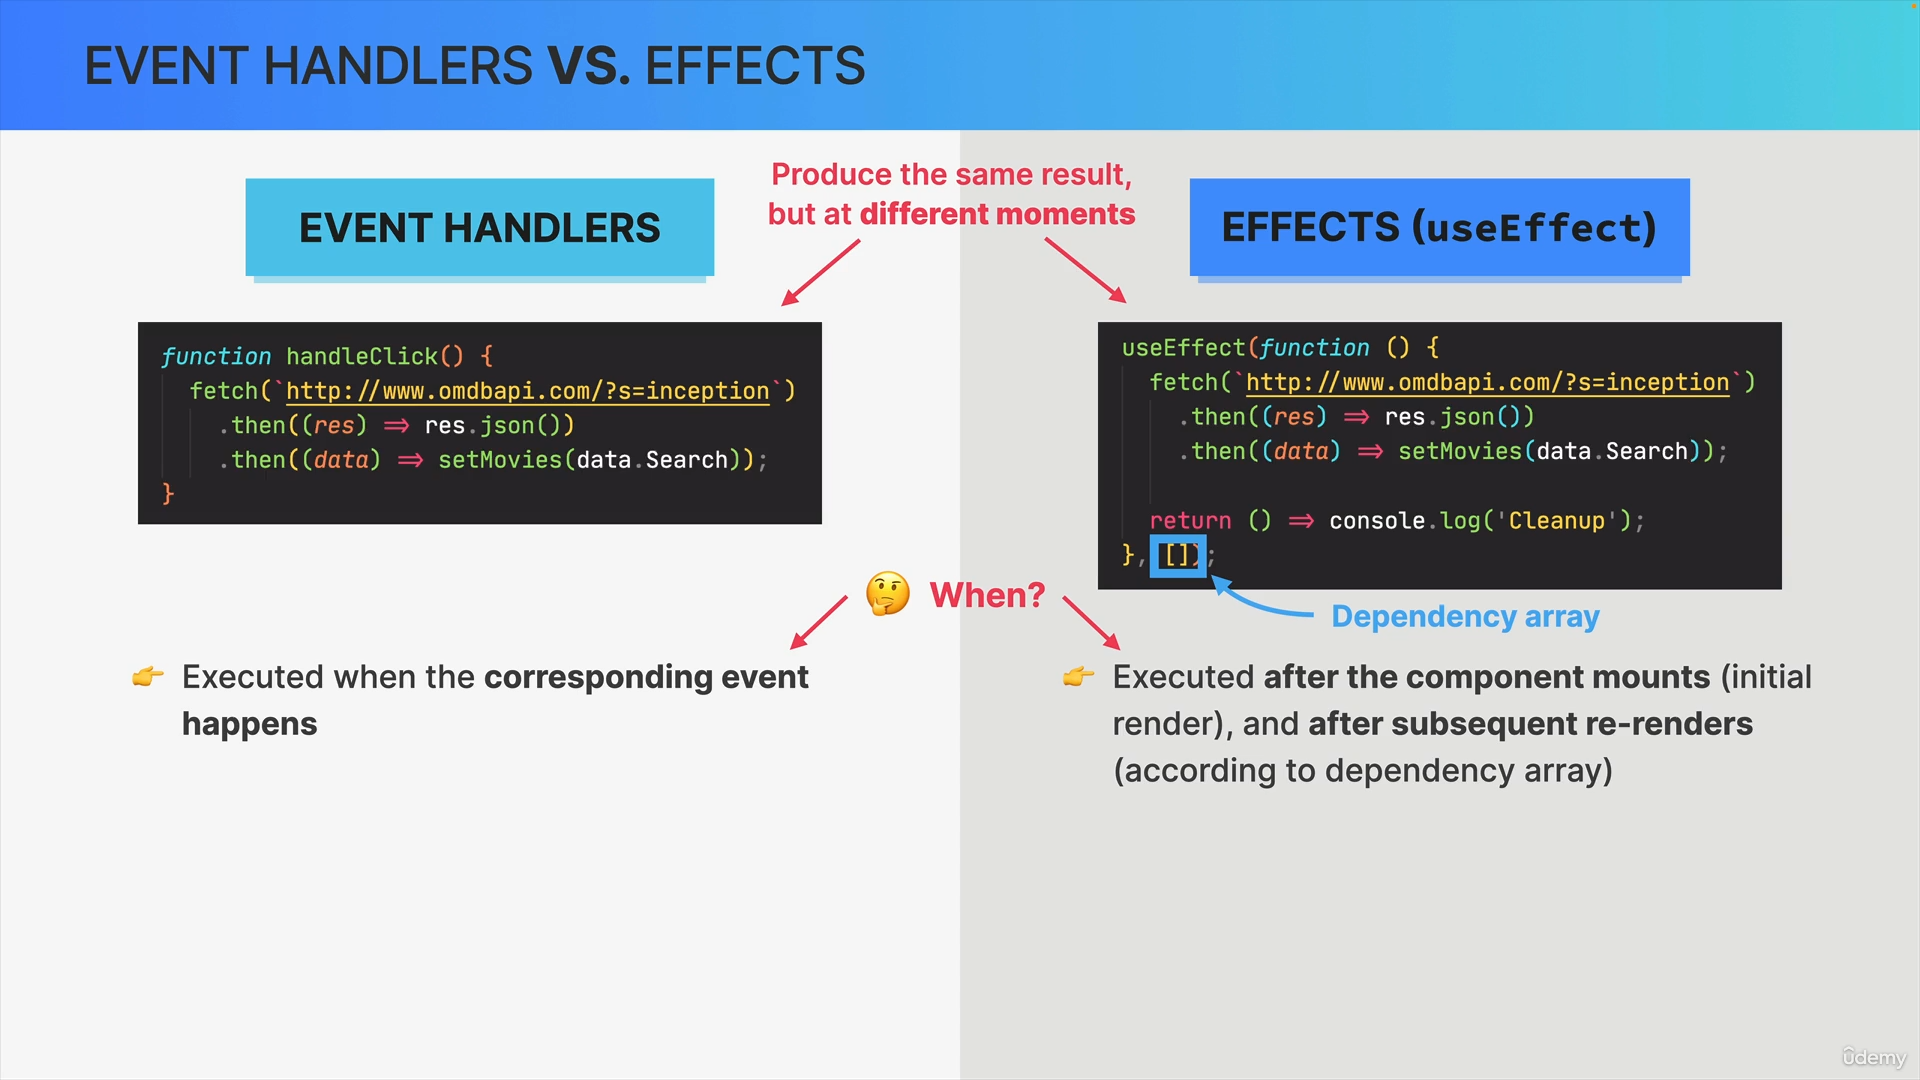 EVENT HANDLERS VS. EFFECTS
Produce the same result,
but at different moments
EVENT HANDLERS
function handleClick() {
fetch(`http://www.omdbapi.com/?s=inception`)
.then((res) => res.json())
.then((data) => setMovies(data.Search));
}
EFFECTS (useEffect)
useEffect(function () {
fetch(`http://www.omdbapi.com/?s=inception`)
.then((res) => res.json())
.then((data) => setMovies(data.Search));
return () => console.log('Cleanup');
}, []);
Dependency array
🤔 When?
👉 Executed when the corresponding event
happens
👉 Executed after the component mounts (initial
render), and after subsequent re-renders
(according to dependency array)
ûdemy